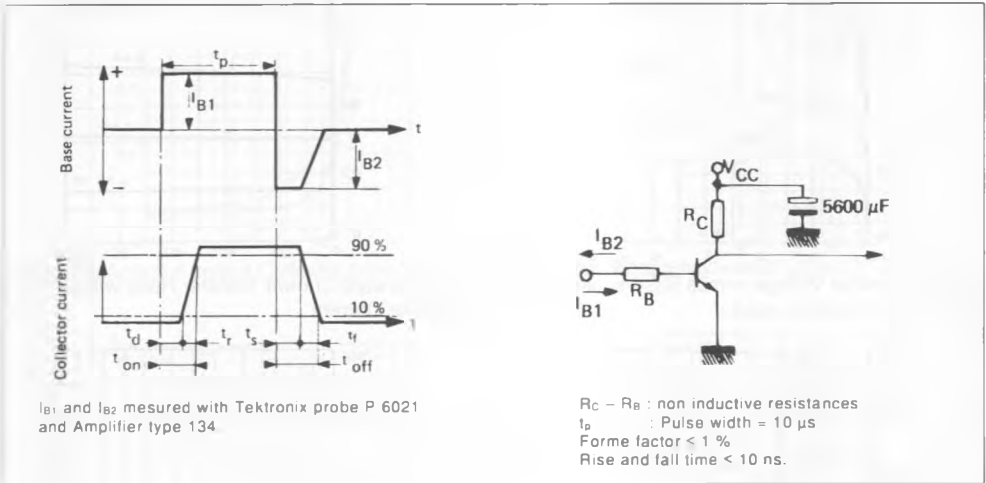 Base current
+
−
t_p
I_B1
I_B2
t
Collector current
90 %
10 %
t_d
t_r
t_s
t_f
t_on
t_off
I_B1 and I_B2 mesured with Tektronix probe P 6021
and Amplifier type 134
V_CC
R_C
5600 µF
I_B2
I_B1
R_B
R_C – R_B : non inductive resistances
t_p : Pulse width = 10 µs
Forme factor < 1 %
Rise and fall time < 10 ns.